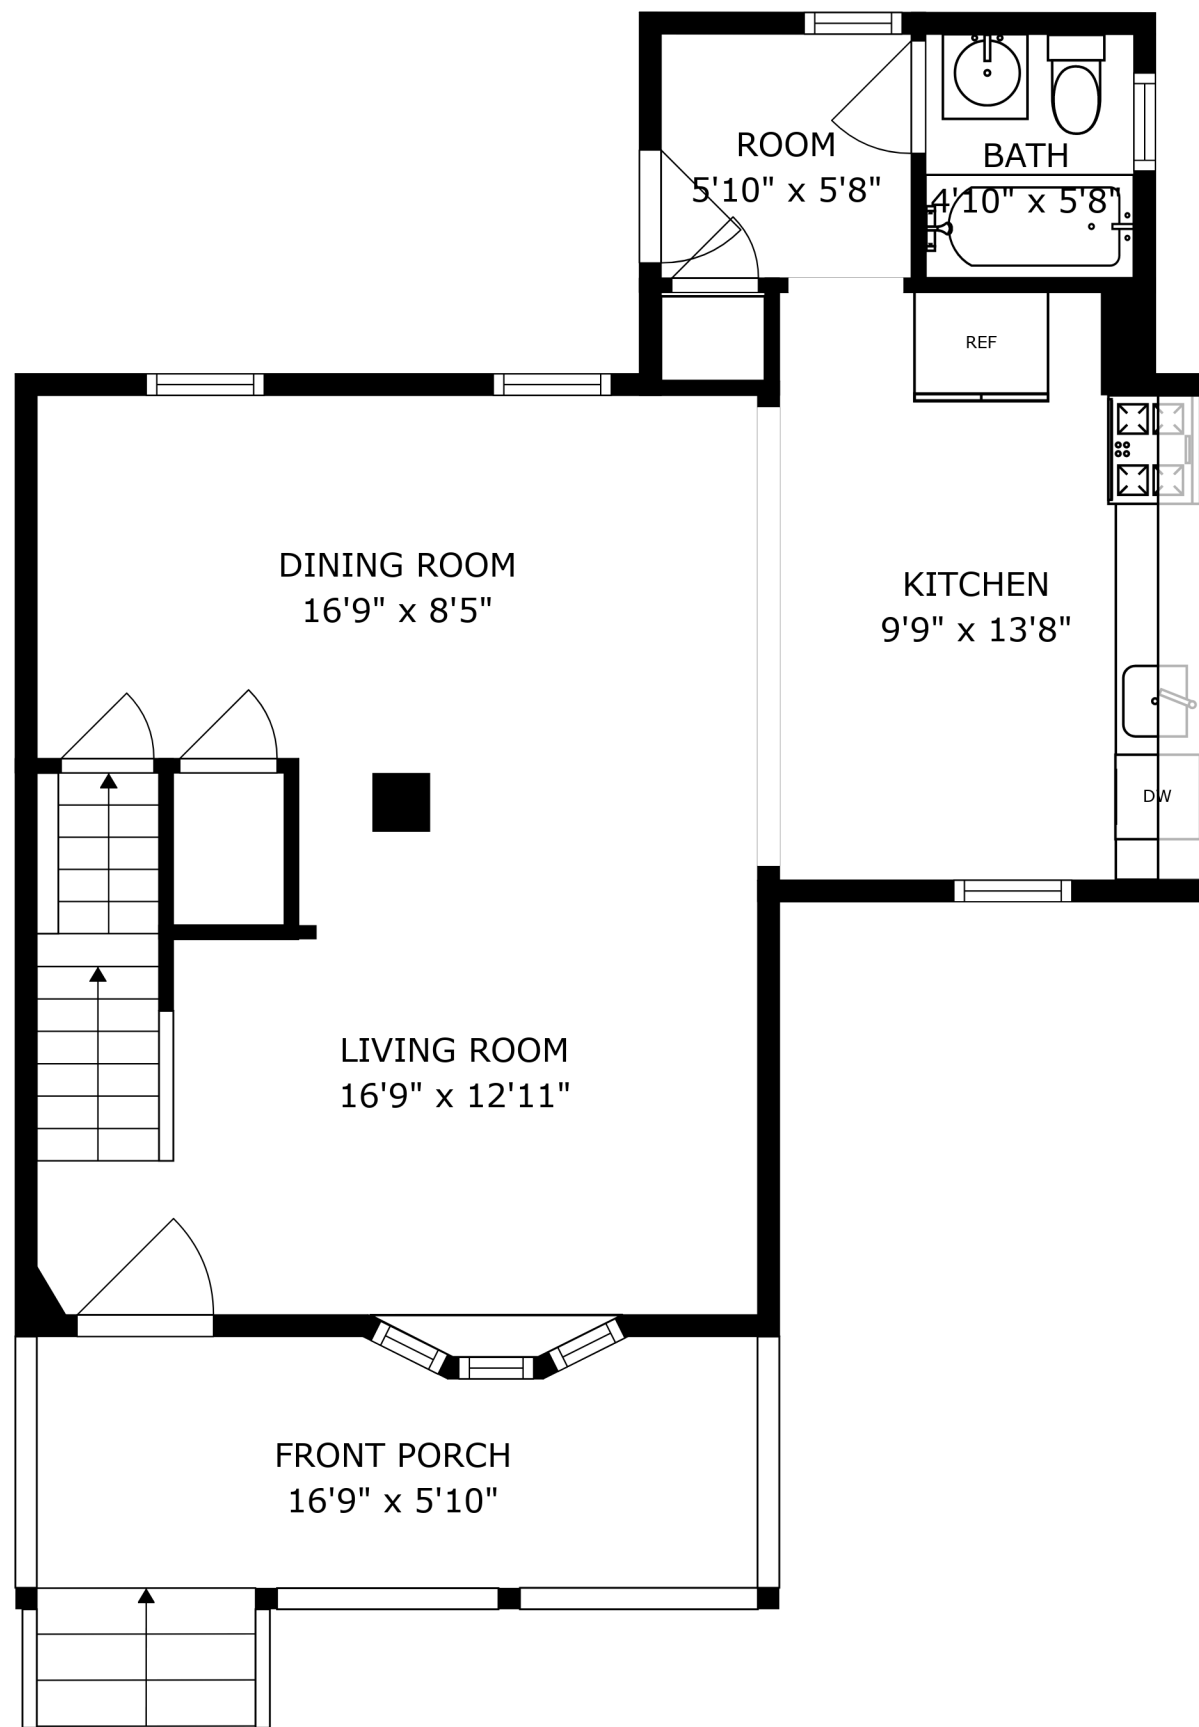 ROOM
5'10" x 5'8"
BATH
4'10" x 5'8"
REF
DINING ROOM
16'9" x 8'5"
KITCHEN
9'9" x 13'8"
DW
LIVING ROOM
16'9" x 12'11"
FRONT PORCH
16'9" x 5'10"